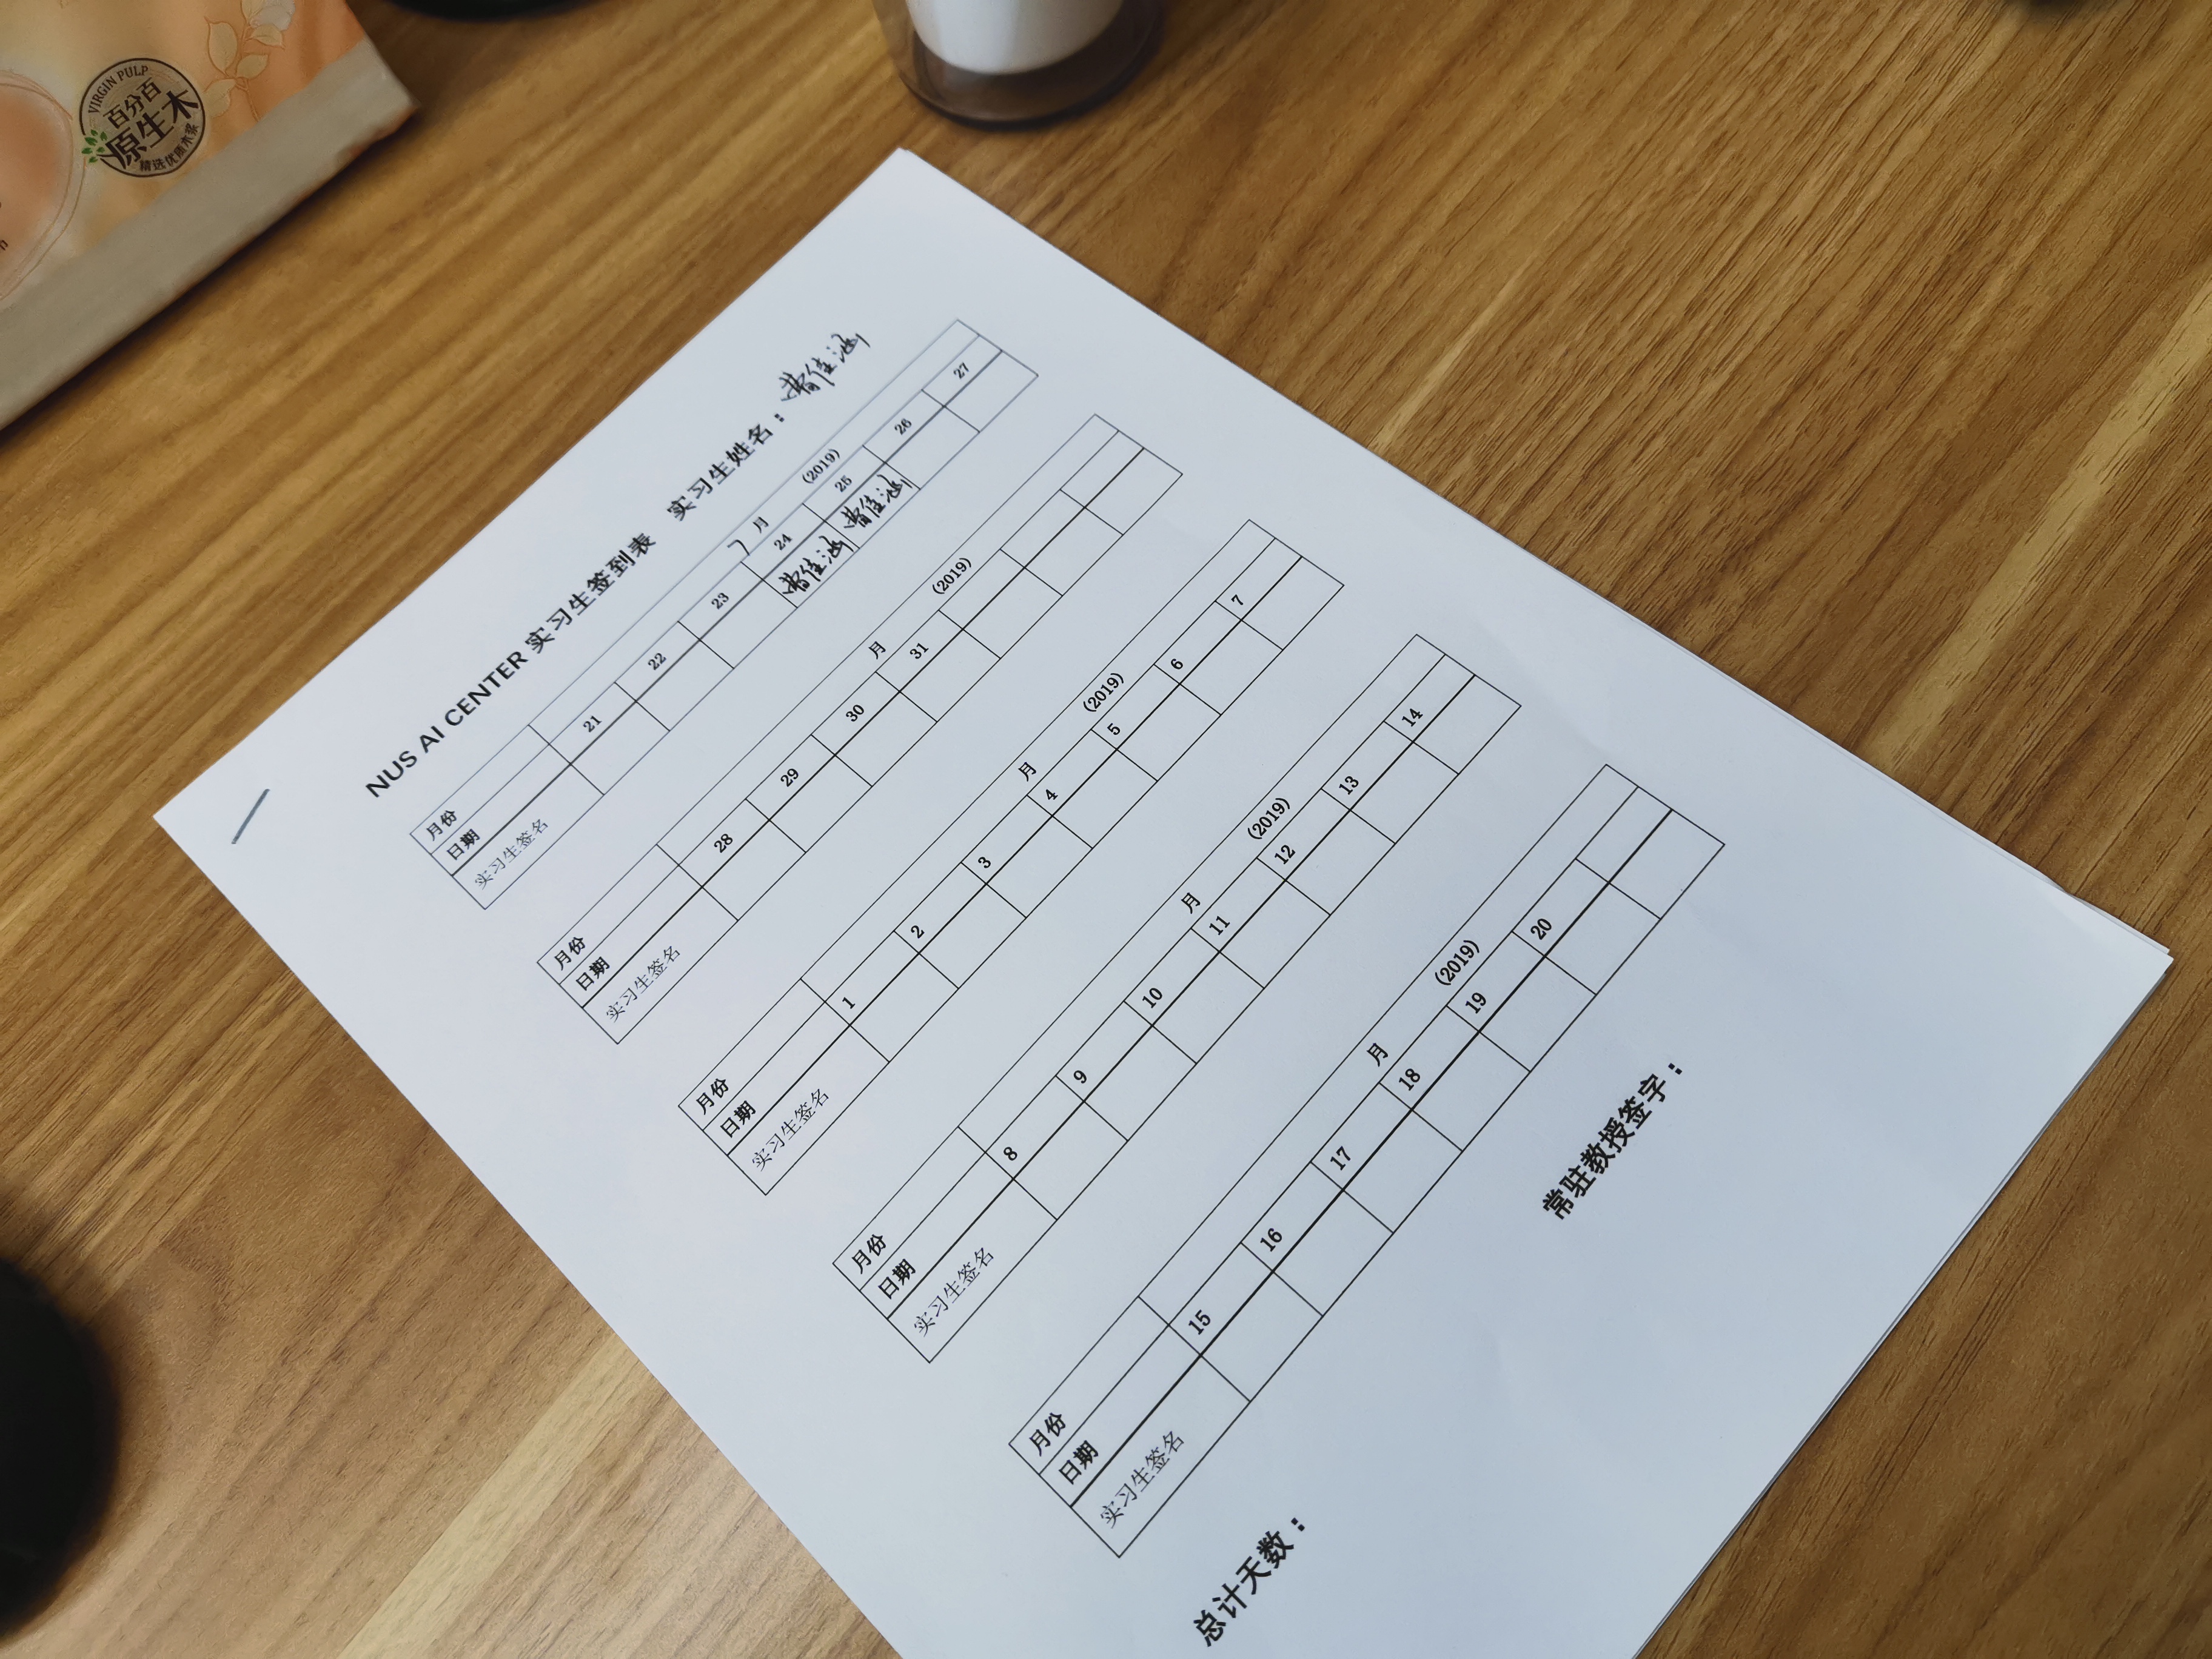 VIRGIN PULP
百分百
原生木
精选优质木浆
NUS AI CENTER 实习生签到表 实习生姓名：曾佳涵
月份 7 月 (2019)
日期 21 22 23 24 25 26 27
实习生签名 曾佳涵 曾佳涵
月份 月 (2019)
日期 28 29 30 31
实习生签名
月份 月 (2019)
日期 1 2 3 4 5 6 7
实习生签名
月份 月 (2019)
日期 8 9 10 11 12 13 14
实习生签名
月份 月 (2019)
日期 15 16 17 18 19 20
实习生签名
总计天数： 常驻教授签字：